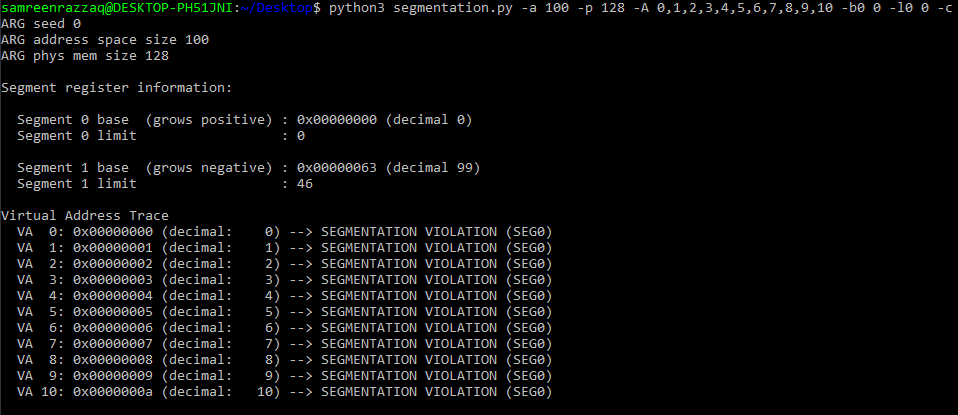 samreenrazzaq@DESKTOP-PH51JNI:~/Desktop$ python3 segmentation.py -a 100 -p 128 -A 0,1,2,3,4,5,6,7,8,9,10 -b0 0 -l0 0 -c
ARG seed 0
ARG address space size 100
ARG phys mem size 128
Segment register information:
Segment 0 base  (grows positive) : 0x00000000 (decimal 0)
Segment 0 limit                  : 0
Segment 1 base  (grows negative) : 0x00000063 (decimal 99)
Segment 1 limit                  : 46
Virtual Address Trace
VA  0: 0x00000000 (decimal:    0) --> SEGMENTATION VIOLATION (SEG0)
VA  1: 0x00000001 (decimal:    1) --> SEGMENTATION VIOLATION (SEG0)
VA  2: 0x00000002 (decimal:    2) --> SEGMENTATION VIOLATION (SEG0)
VA  3: 0x00000003 (decimal:    3) --> SEGMENTATION VIOLATION (SEG0)
VA  4: 0x00000004 (decimal:    4) --> SEGMENTATION VIOLATION (SEG0)
VA  5: 0x00000005 (decimal:    5) --> SEGMENTATION VIOLATION (SEG0)
VA  6: 0x00000006 (decimal:    6) --> SEGMENTATION VIOLATION (SEG0)
VA  7: 0x00000007 (decimal:    7) --> SEGMENTATION VIOLATION (SEG0)
VA  8: 0x00000008 (decimal:    8) --> SEGMENTATION VIOLATION (SEG0)
VA  9: 0x00000009 (decimal:    9) --> SEGMENTATION VIOLATION (SEG0)
VA 10: 0x0000000a (decimal:   10) --> SEGMENTATION VIOLATION (SEG0)